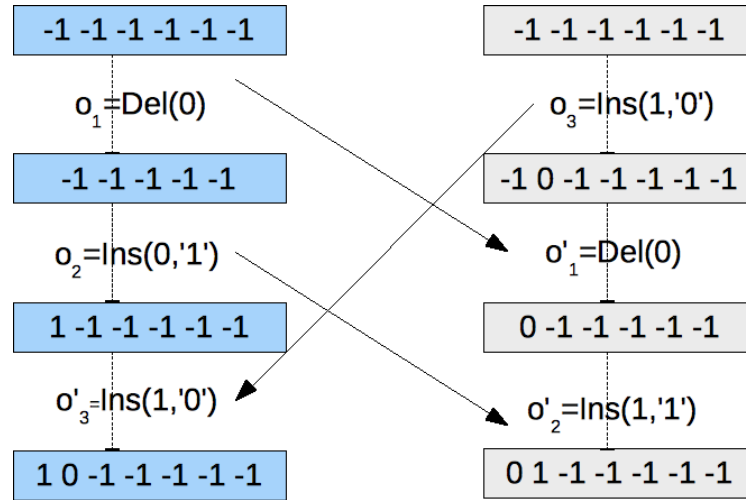 -1 -1 -1 -1 -1 -1
o1=Del(0)
-1 -1 -1 -1 -1
o2=Ins(0,'1')
1 -1 -1 -1 -1 -1
o'3=Ins(1,'0')
1 0 -1 -1 -1 -1 -1
-1 -1 -1 -1 -1 -1
o3=Ins(1,'0')
-1 0 -1 -1 -1 -1 -1
o'1=Del(0)
0 -1 -1 -1 -1 -1
o'2=Ins(1,'1')
0 1 -1 -1 -1 -1 -1